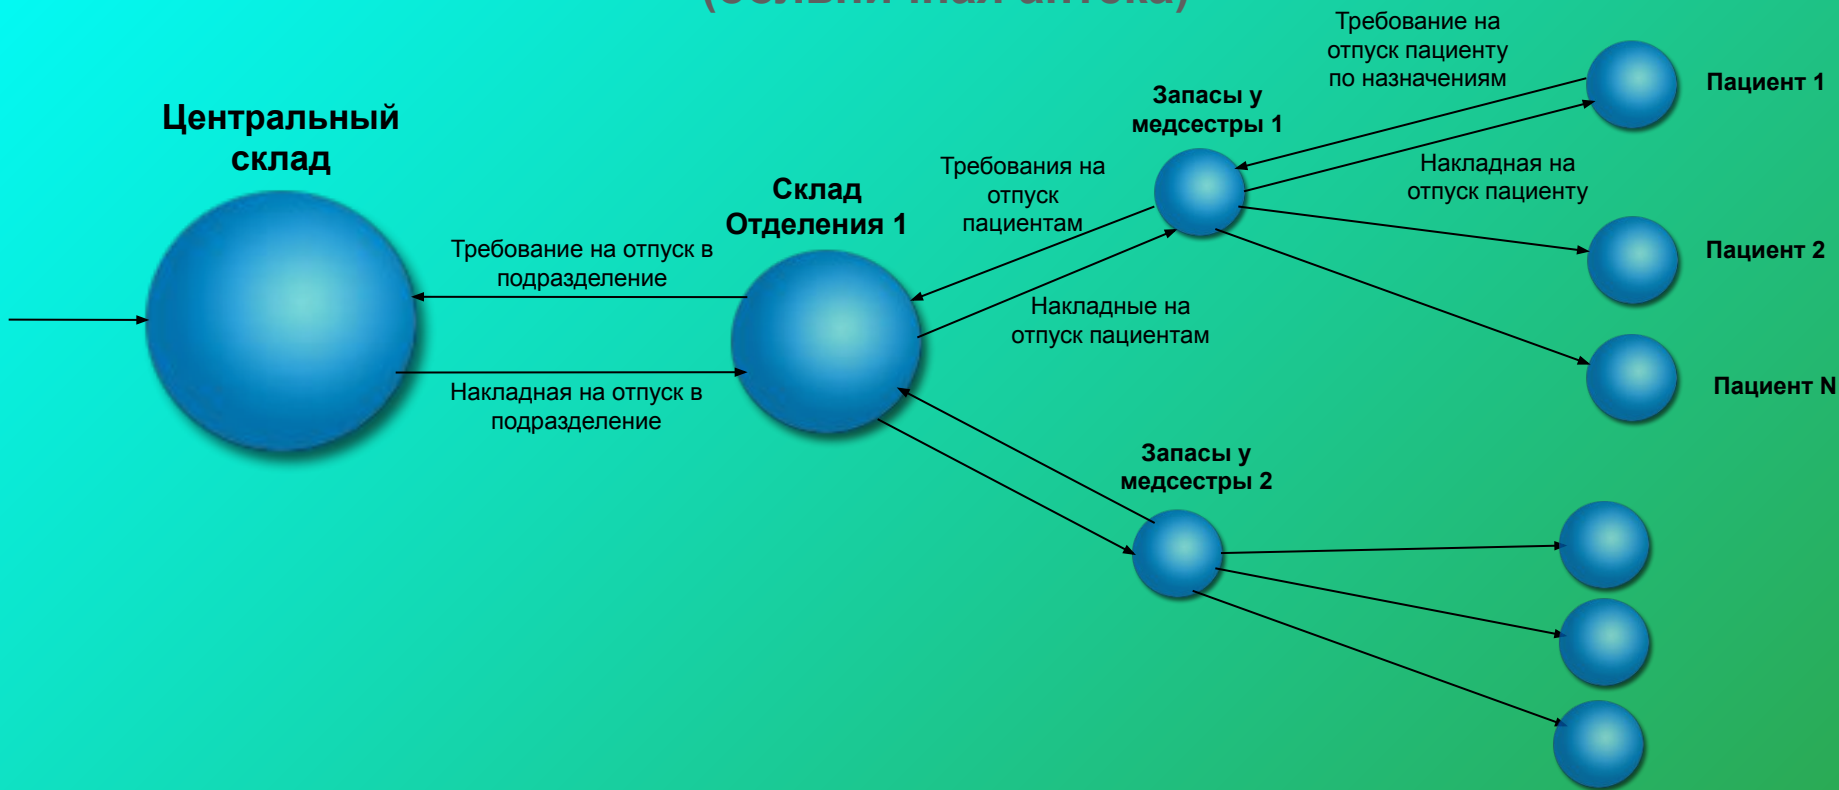 (больничная аптека)
Требование на
отпуск пациенту
по назначениям
Пациент 1
Запасы у
медсестры 1
Центральный
склад
Накладная на
отпуск пациенту
Требования на
отпуск
пациентам
Склад
Отделения 1
Пациент 2
Требование на отпуск в
подразделение
Накладные на
отпуск пациентам
Пациент N
Накладная на отпуск в
подразделение
Запасы у
медсестры 2